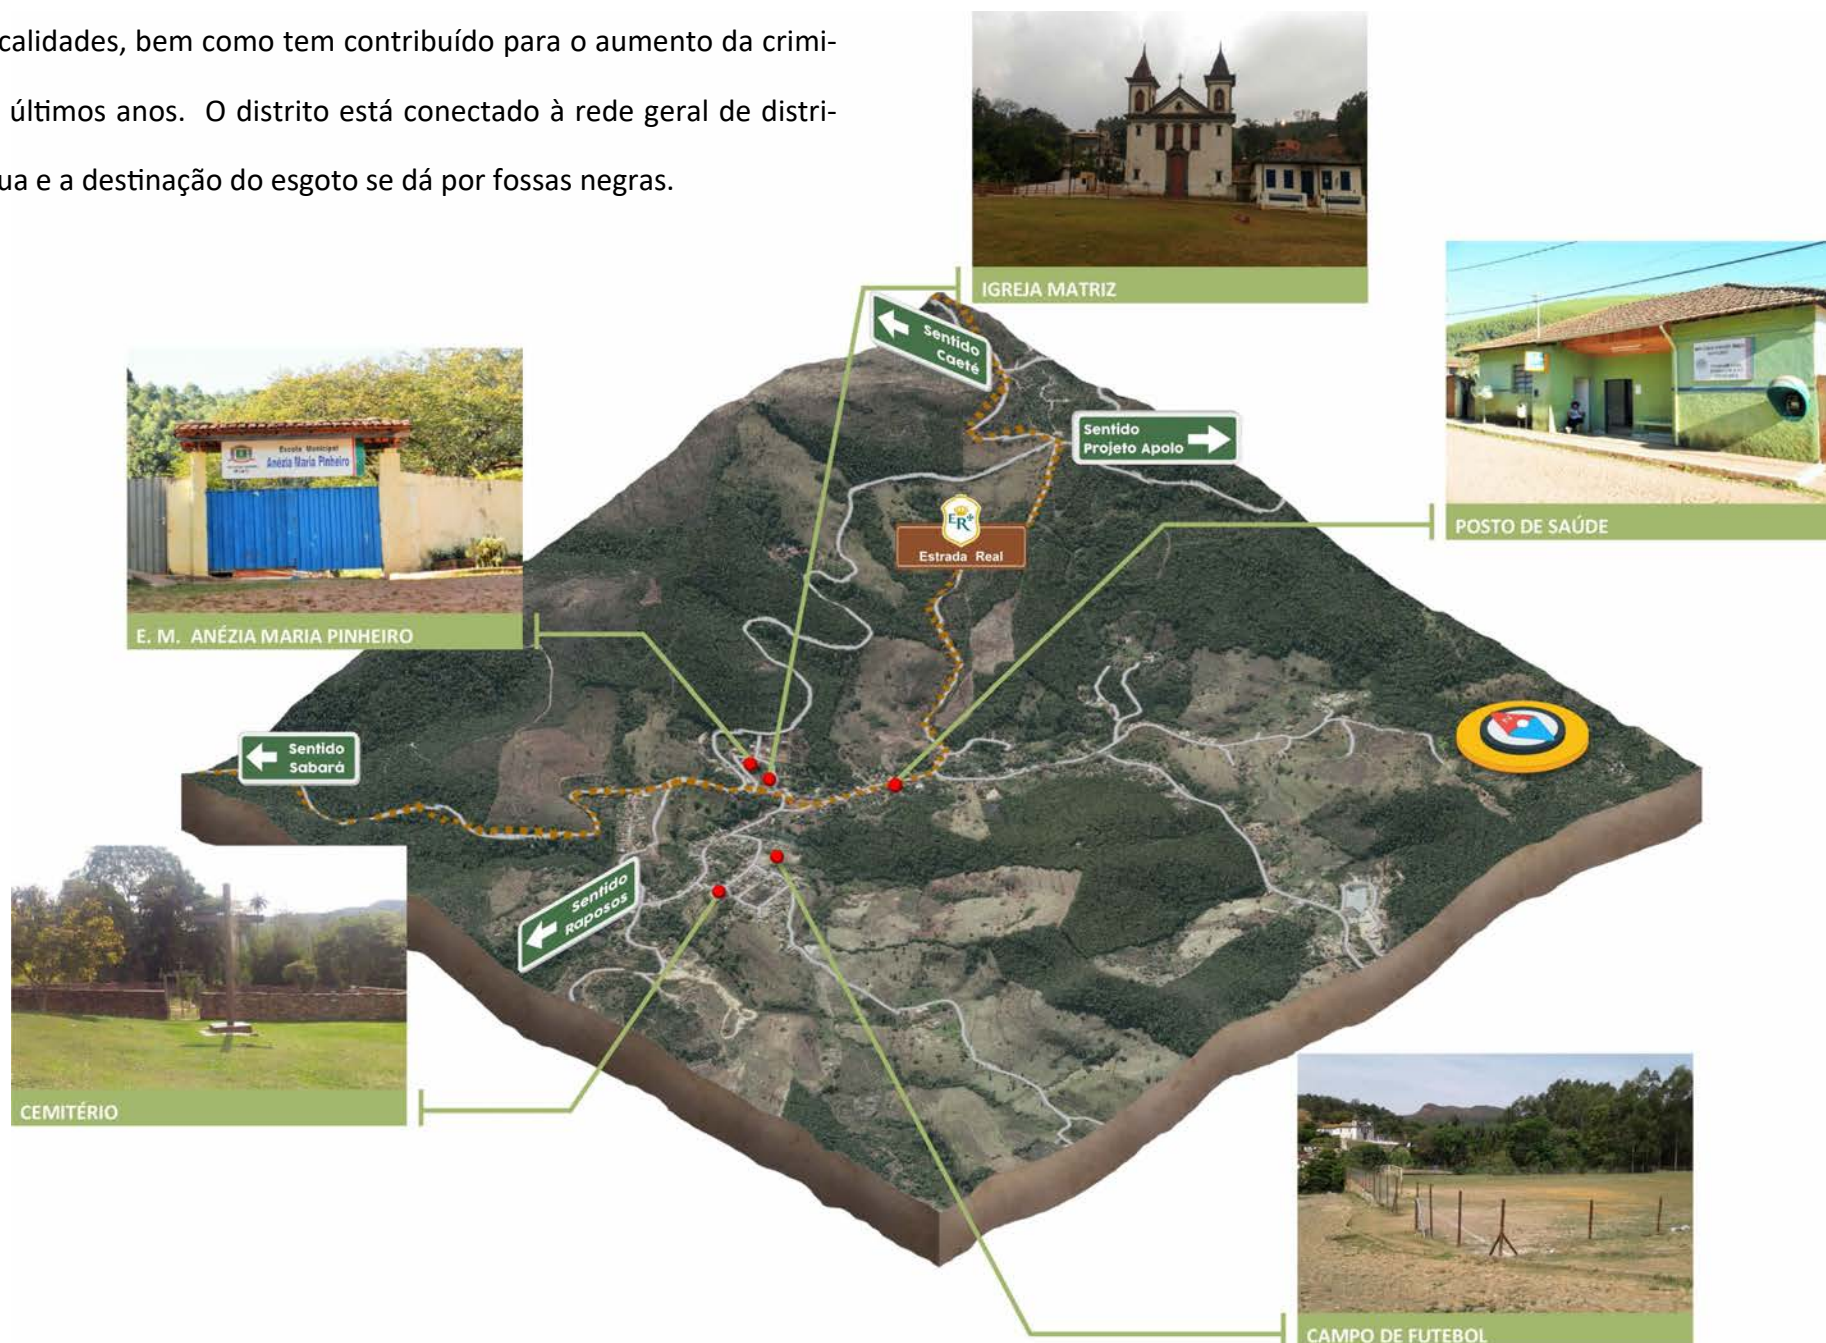 calidades, bem como tem contribuído para o aumento da crimi-
últimos anos. O distrito está conectado à rede geral de distri-
ua e a destinação do esgoto se dá por fossas negras.
IGREJA MATRIZ
Sentido
Caeté
Sentido
Projeto Apolo
POSTO DE SAÚDE
Escola Municipal
Anézia Maria Pinheiro
ER
Estrada Real
E. M. ANÉZIA MARIA PINHEIRO
N
Sentido
Sabará
Sentido
Raposos
CEMITÉRIO
CAMPO DE FUTEBOL